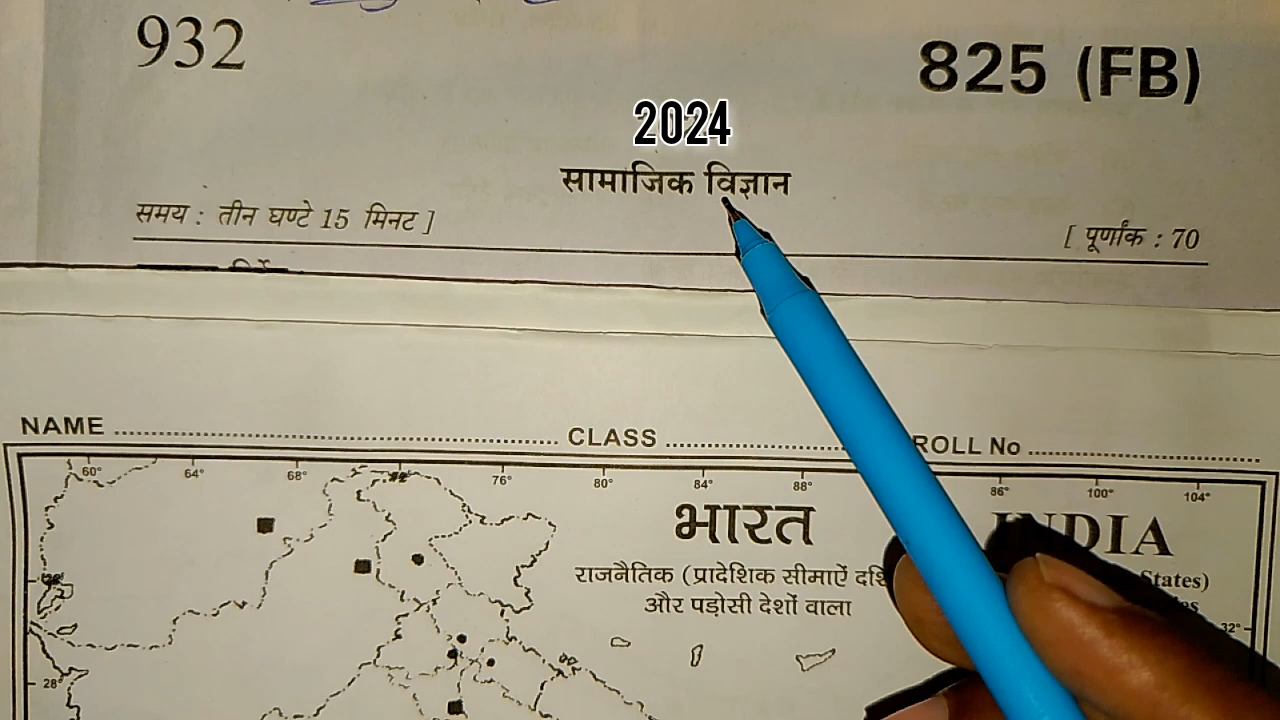 932
825 (FB)
2024
सामाजिक विज्ञान
समय : तीन घण्टे 15 मिनट ]
[ पूर्णांक : 70
NAME ........ CLASS ........ ROLL No ........
60° 64° 68° 76° 80° 84° 88° 100° 104°
भारत
INDIA
राजनैतिक (प्रादेशिक सीमाऐं
States)
और पड़ोसी देशों वाला
32°
28°